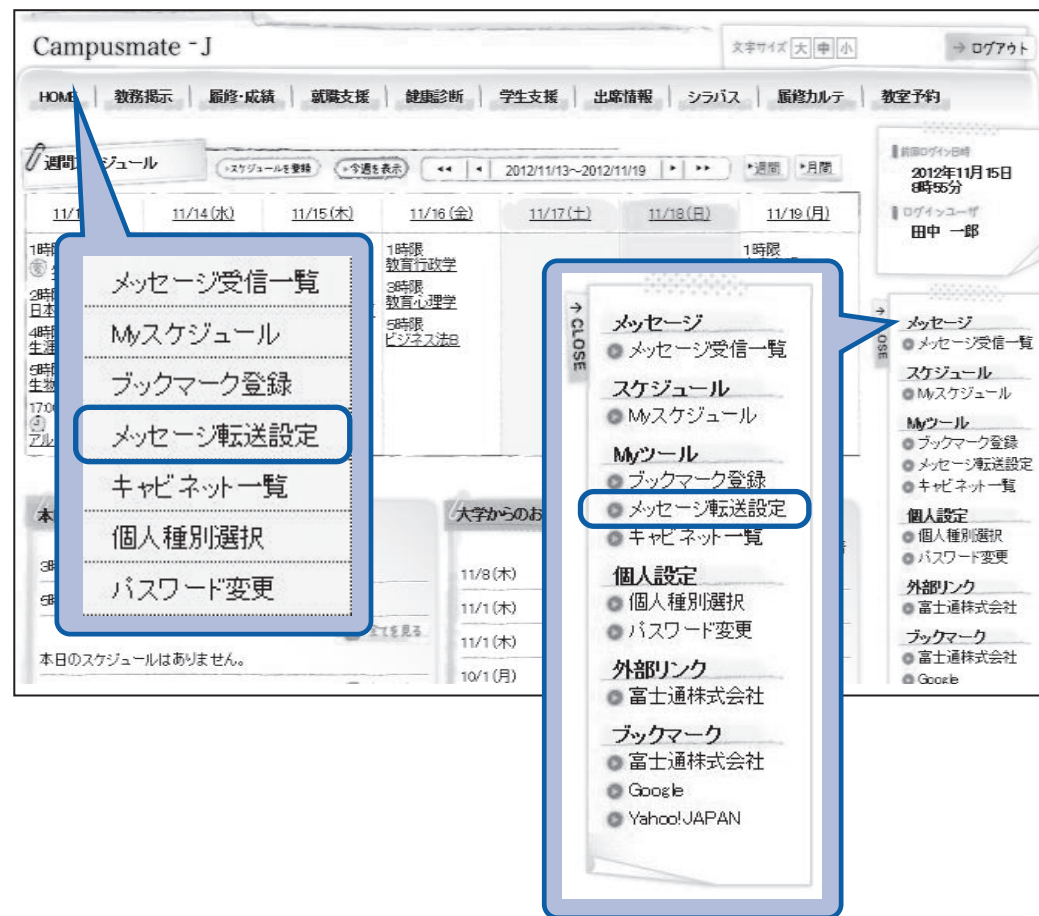 Campusmate - J
文字サイズ 大 中 小
→ ログアウト
HOME 教務掲示 履修・成績 就職支援 健康診断 学生支援 出席情報 シラバス 履修カルテ 教室予約
スケジュールを登録 今週を表示 2012/11/13~2012/11/19 週間 月間
前回ログイン日時
2012年11月15日
8時55分
ログインユーザ
田中 一郎
11/14(水) 11/15(木) 11/16(金) 11/17(土) 11/18(日) 11/19(月)
1時限
教育行政学
3時限
教育心理学
5時限
ビジネス法B
1時限
メッセージ受信一覧
Myスケジュール
ブックマーク登録
メッセージ転送設定
キャビネット一覧
個人種別選択
パスワード変更
全てを見る
本日のスケジュールはありません。
大学からのお
11/8(木)
11/1(木)
11/1(木)
10/1(月)
→ CLOSE
メッセージ
メッセージ受信一覧
スケジュール
Myスケジュール
Myツール
ブックマーク登録
メッセージ転送設定
キャビネット一覧
個人設定
個人種別選択
パスワード変更
外部リンク
富士通株式会社
ブックマーク
富士通株式会社
Google
Yahoo!JAPAN
メッセージ
メッセージ受信一覧
スケジュール
Myスケジュール
Myツール
ブックマーク登録
メッセージ転送設定
キャビネット一覧
個人設定
個人種別選択
パスワード変更
外部リンク
富士通株式会社
ブックマーク
富士通株式会社
Google